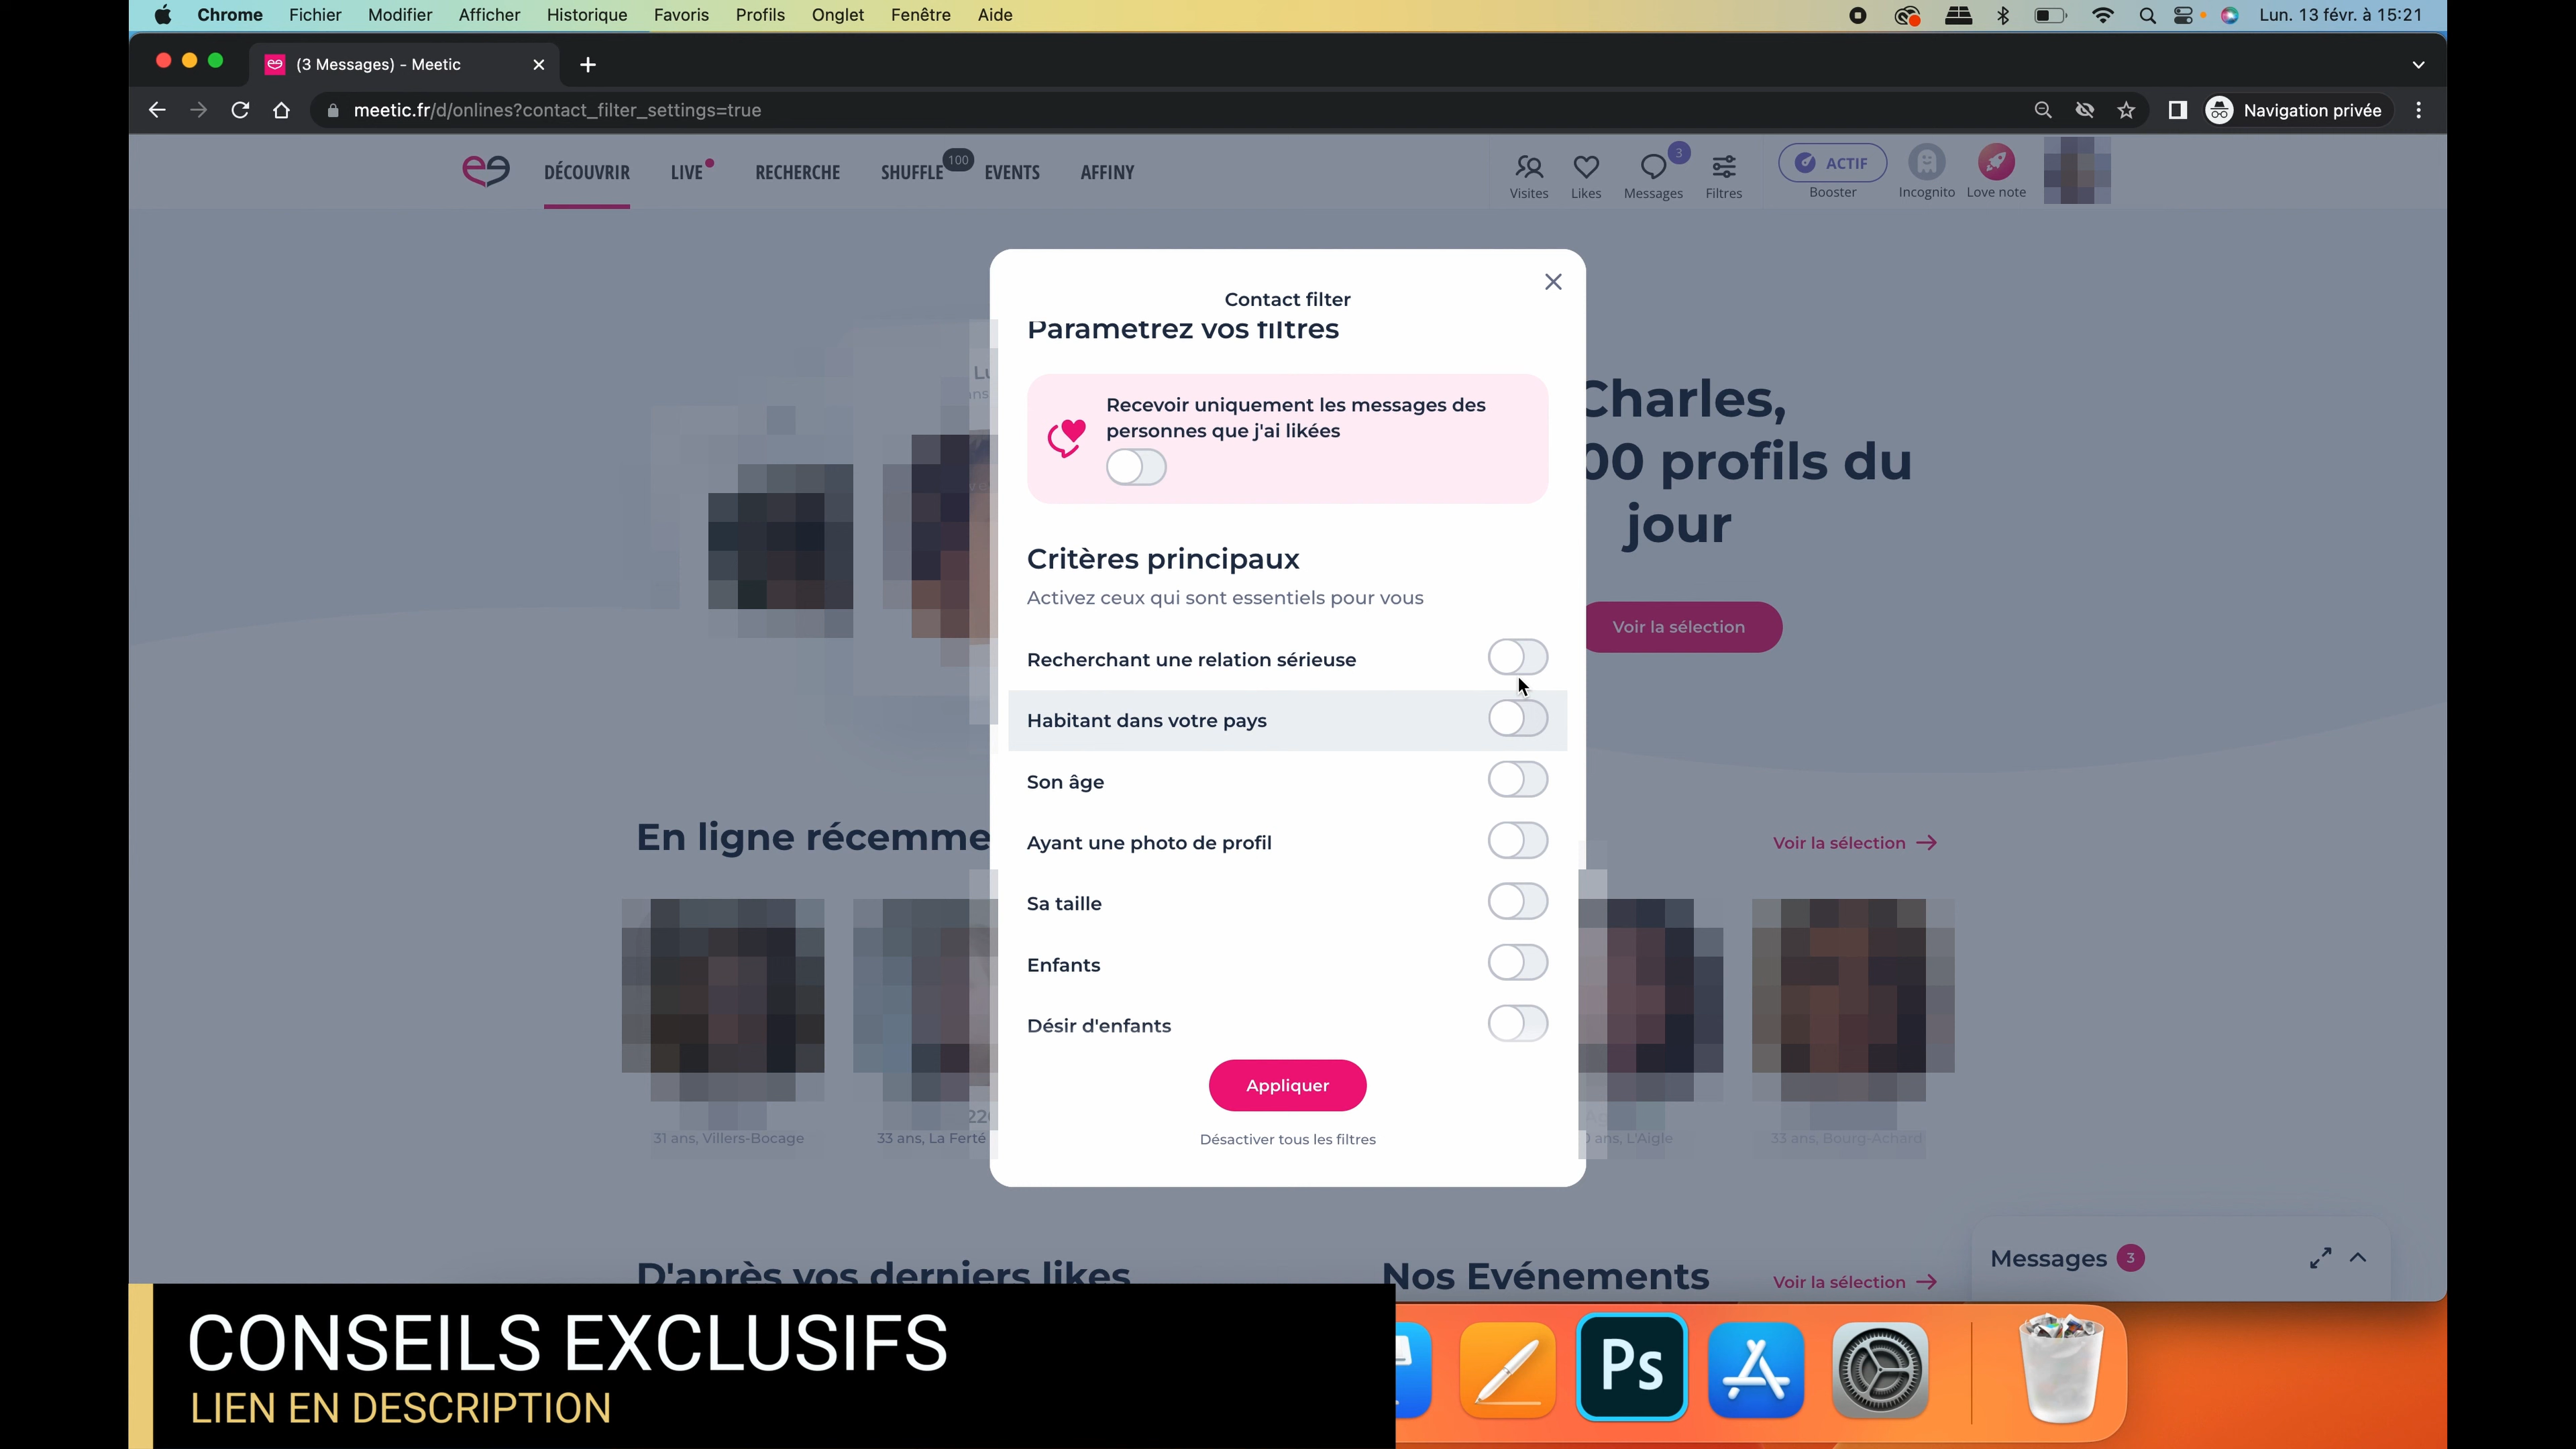 Chrome Fichier Modifier Afficher Historique Favoris Profils Onglet Fenêtre Aide
Lun. 13 févr. à 15:21
(3 Messages) - Meetic
meetic.fr/d/onlines?contact_filter_settings=true
Navigation privée
DÉCOUVRIR LIVE RECHERCHE SHUFFLE 100 EVENTS AFFINY
Visites Likes Messages 3 Filtres
ACTIF
Booster Incognito Love note
Contact filter
Paramétrez vos filtres
Recevoir uniquement les messages des
personnes que j'ai likées
Critères principaux
Activez ceux qui sont essentiels pour vous
Recherchant une relation sérieuse
Habitant dans votre pays
Son âge
Ayant une photo de profil
Sa taille
Enfants
Désir d'enfants
Appliquer
Désactiver tous les filtres
Charles,
00 profils du
jour
Voir la sélection
En ligne récemme
Voir la sélection
31 ans, Villers-Bocage
33 ans, La Ferté
ans, L'Aigle
33 ans, Bourg-Achard
D'après vos derniers likes
Nos Evénements
Voir la sélection
Messages 3
CONSEILS EXCLUSIFS
LIEN EN DESCRIPTION
Ps